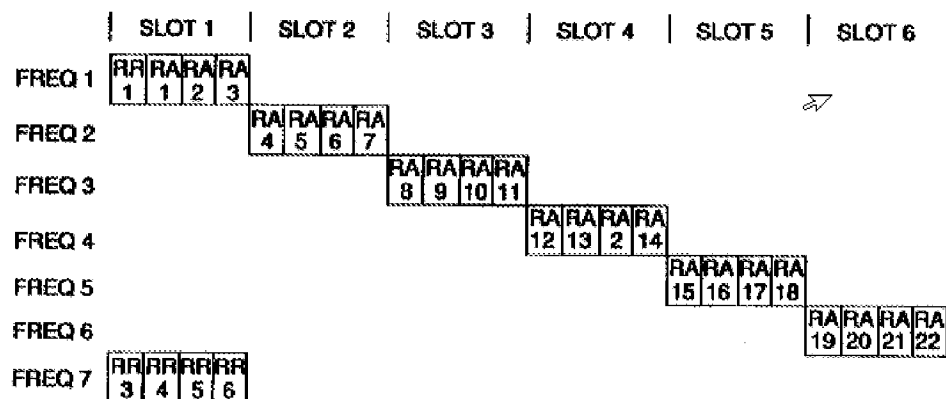 SLOT 1 SLOT 2 SLOT 3 SLOT 4 SLOT 5 SLOT 6
FREQ 1 RR 1 RA 1 RA 2 RA 3
FREQ 2 RA 4 RA 5 RA 6 RA 7
FREQ 3 RA 8 RA 9 RA 10 RA 11
FREQ 4 RA 12 RA 13 RA 2 RA 14
FREQ 5 RA 15 RA 16 RA 17 RA 18
FREQ 6 RA 19 RA 20 RA 21 RA 22
FREQ 7 RR 3 RR 4 RR 5 RR 6